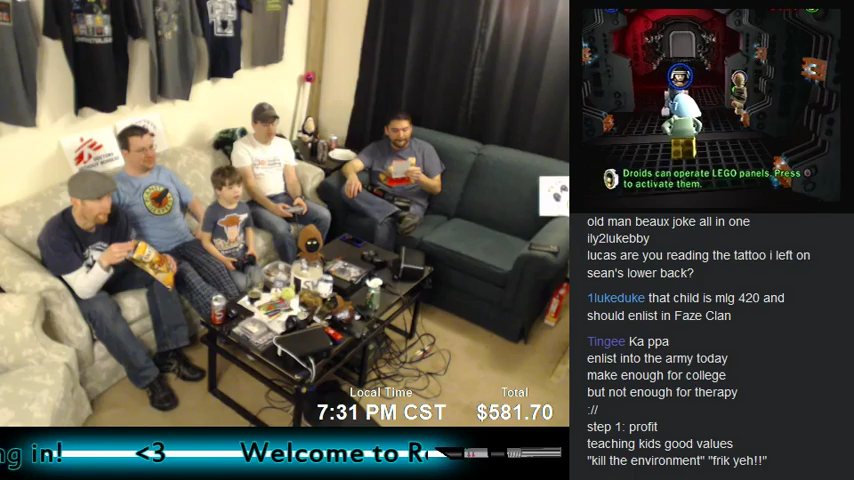 Droids can operate LEGO panels. Press
to activate them.
old man beaux joke all in one
ily2lukebby
lucas are you reading the tattoo i left on
sean's lower back?
1lukeduke that child is mlg 420 and
should enlist in Faze Clan
Tingee Ka ppa
enlist into the army today
make enough for college
but not enough for therapy
://
step 1: profit
teaching kids good values
"kill the environment" "frik yeh!!"
Local Time
Total
7:31 PM CST
$581.70
ng in! <3 Welcome to R